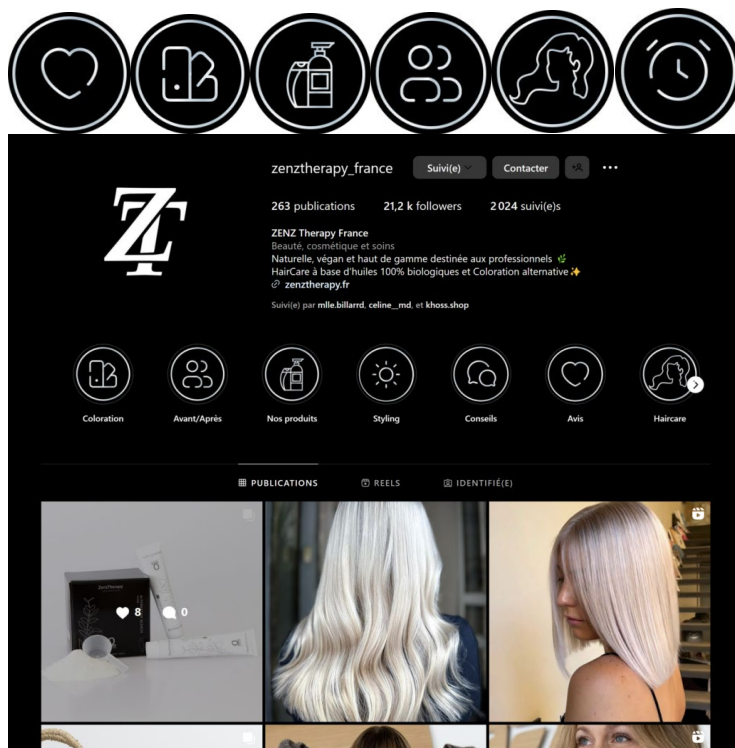 zenztherapy_france Suivi(e) Contacter
263 publications 21,2 k followers 2 024 suivi(e)s
ZENZ Therapy France
Beauté, cosmétique et soins
Naturelle, végan et haut de gamme destinée aux professionnels 🌿
HairCare à base d'huiles 100% biologiques et Coloration alternative ✨
zenztherapy.fr
Suivi(e) par mlle.billarrd, celine__md, et khoss.shop
Coloration Avant/Après Nos produits Styling Conseils Avis Haircare
PUBLICATIONS REELS IDENTIFIÉ(E)
ZenzTherapy
8 0